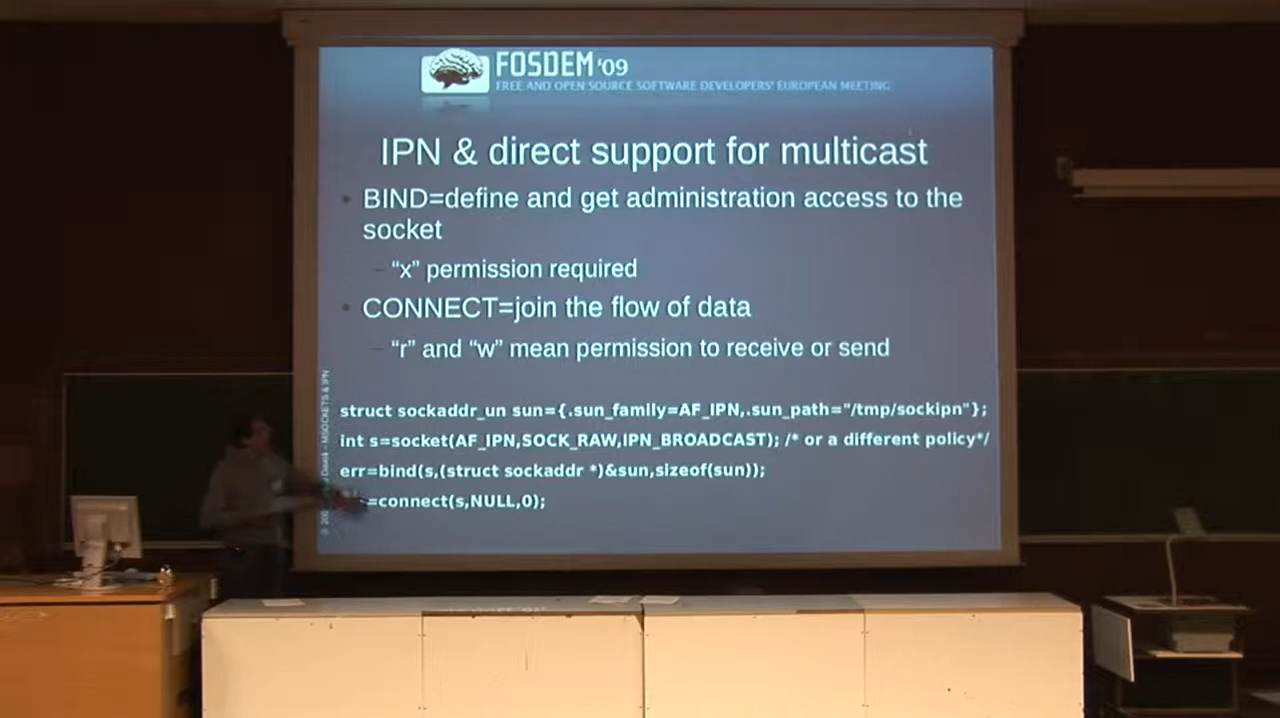 FOSDEM '09
FREE AND OPEN SOURCE SOFTWARE DEVELOPERS' EUROPEAN MEETING
IPN & direct support for multicast
• BIND=define and get administration access to the
socket
– “x” permission required
• CONNECT=join the flow of data
– “r” and “w” mean permission to receive or send
struct sockaddr_un sun={.sun_family=AF_IPN,.sun_path="/tmp/sockipn"};
int s=socket(AF_IPN,SOCK_RAW,IPN_BROADCAST); /* or a different policy*/
err=bind(s,(struct sockaddr *)&sun,sizeof(sun));
=connect(s,NULL,0);
– MSOCKETS & IPN